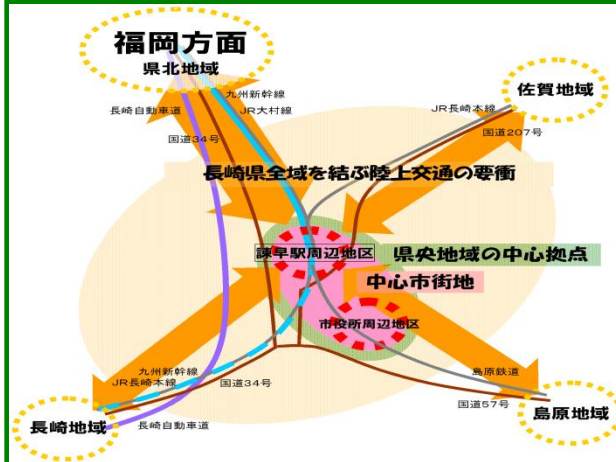 福岡方面
県北地域
九州新幹線
JR大村線
長崎自動車道
国道34号
佐賀地域
JR長崎本線
国道207号
長崎県全域を結ぶ陸上交通の要衝
諫早駅周辺地区
県央地域の中心拠点
中心市街地
市役所周辺地区
九州新幹線
JR長崎本線
国道34号
島原鉄道
国道57号
長崎地域
長崎自動車道
島原地域